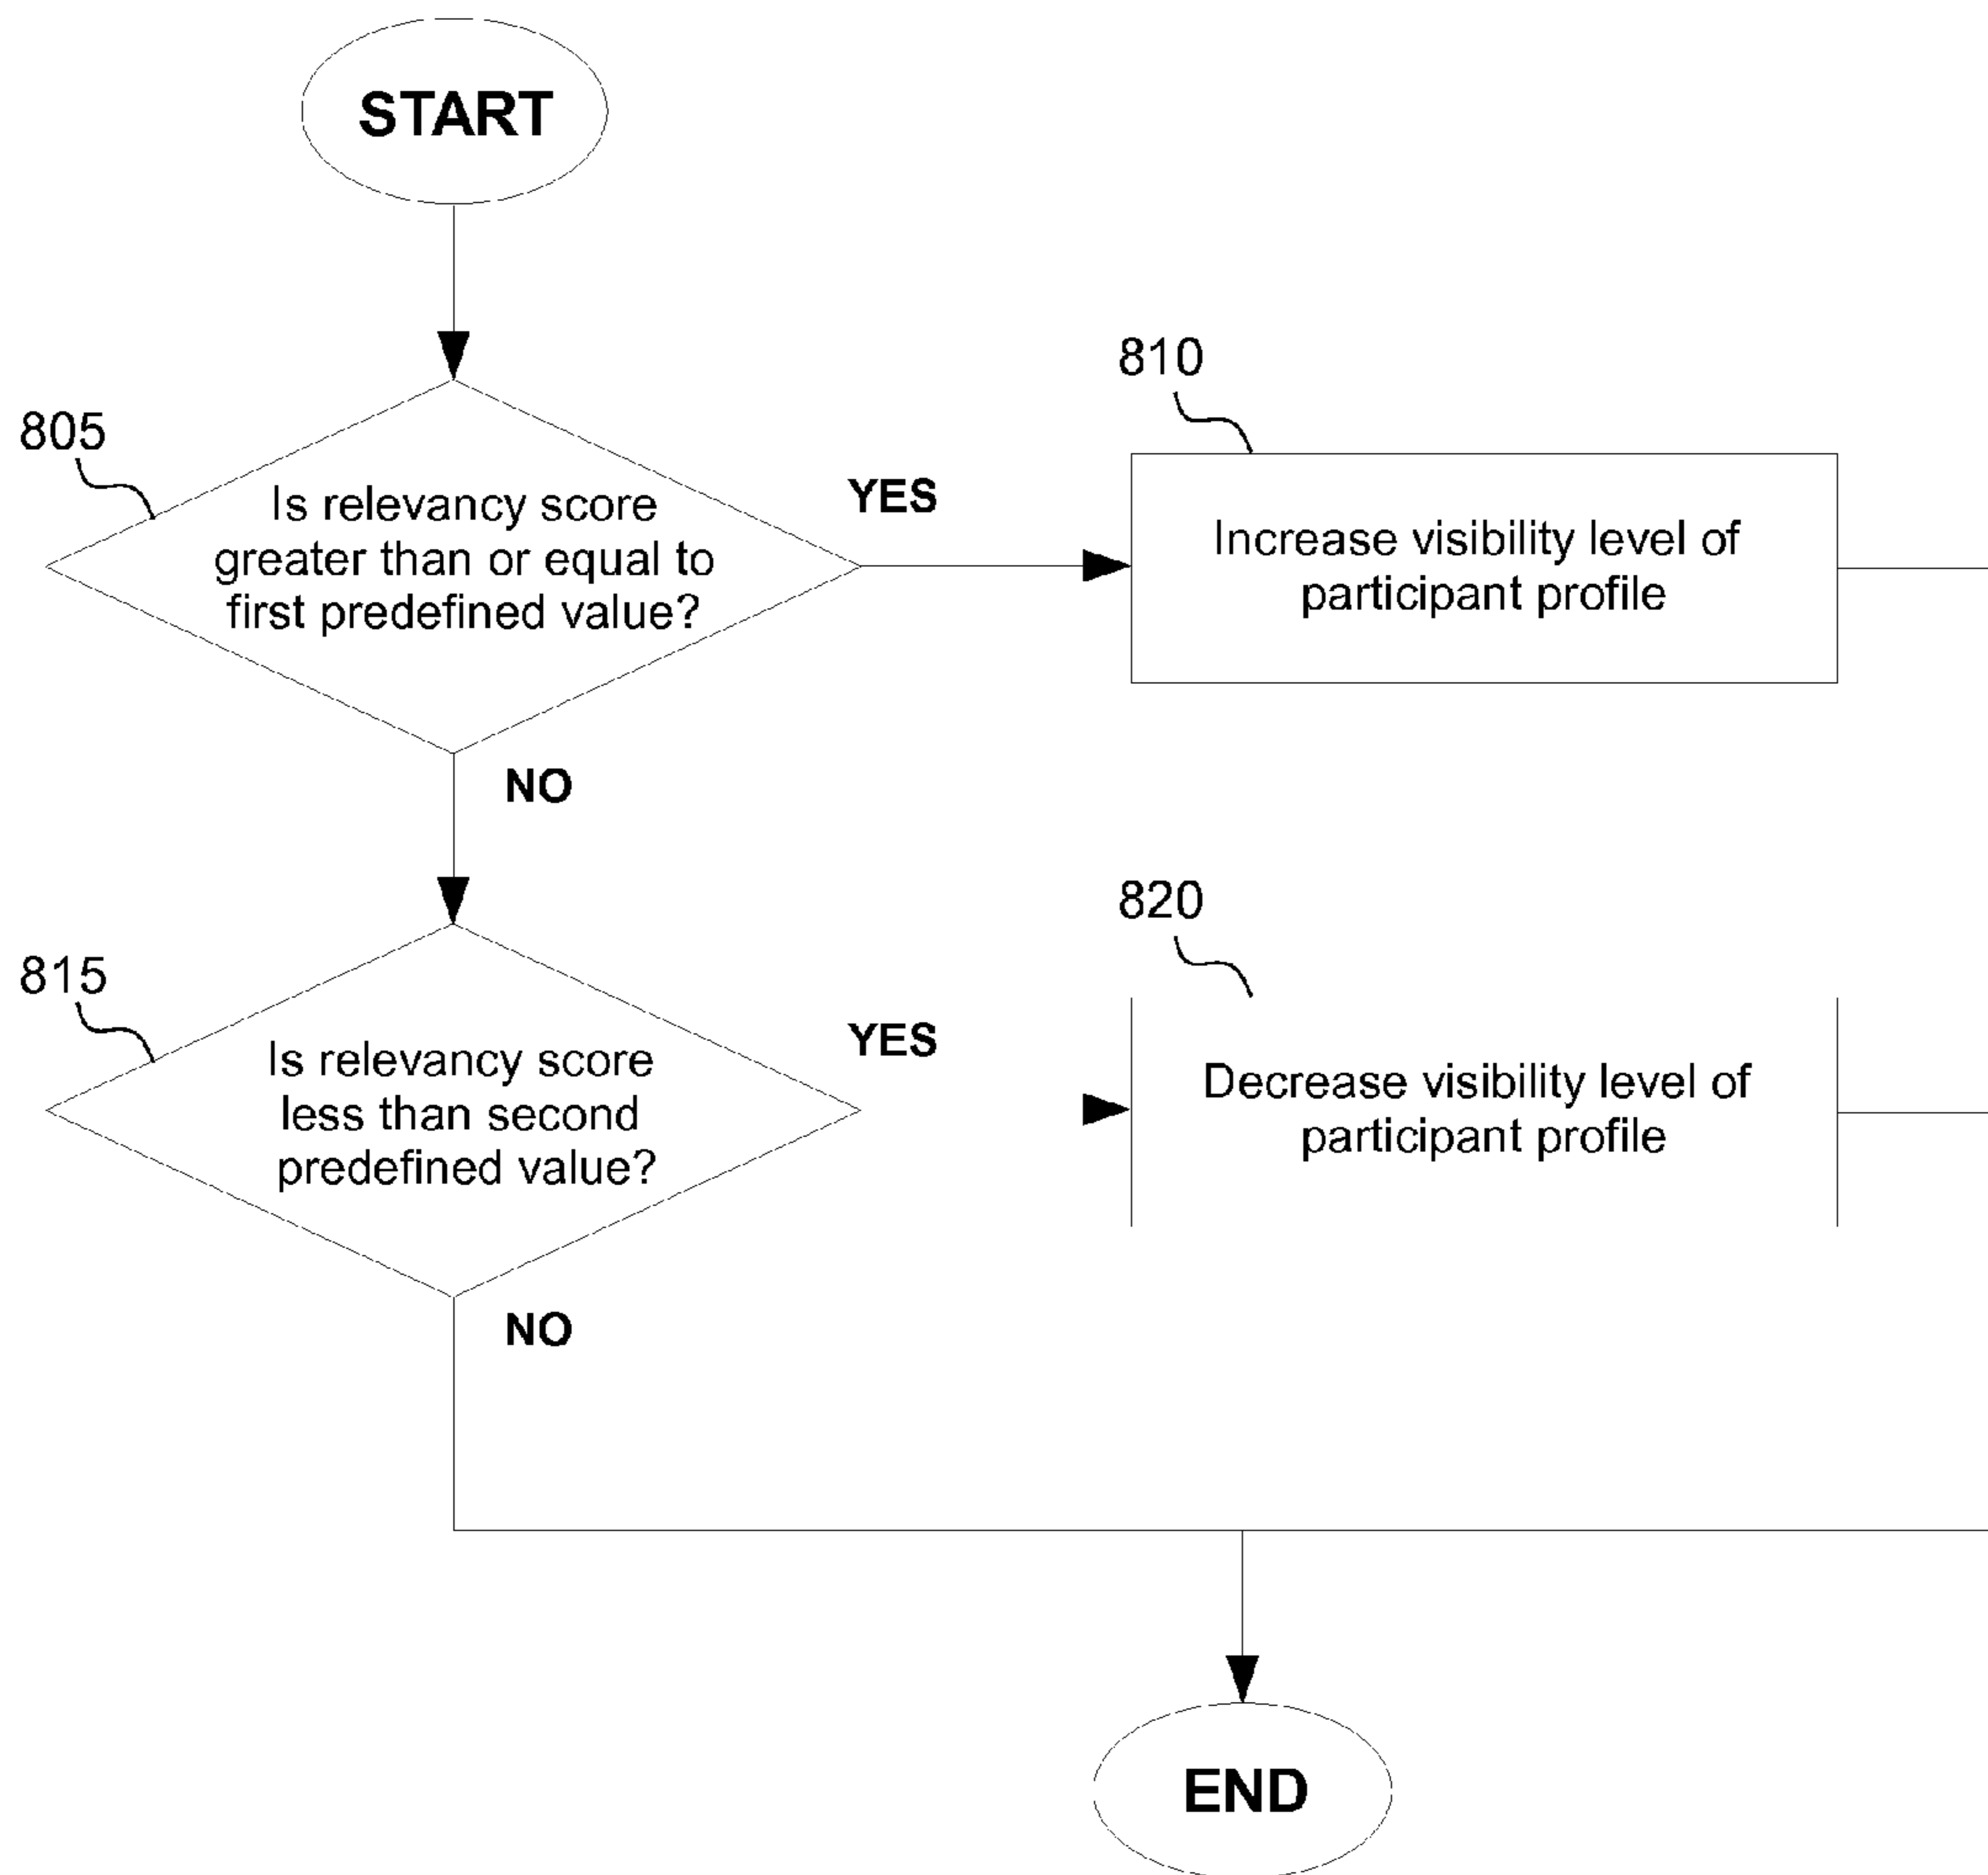 START
805
Is relevancy score
greater than or equal to
first predefined value?
YES
810
Increase visibility level of
participant profile
NO
815
Is relevancy score
less than second
predefined value?
YES
820
Decrease visibility level of
participant profile
NO
END